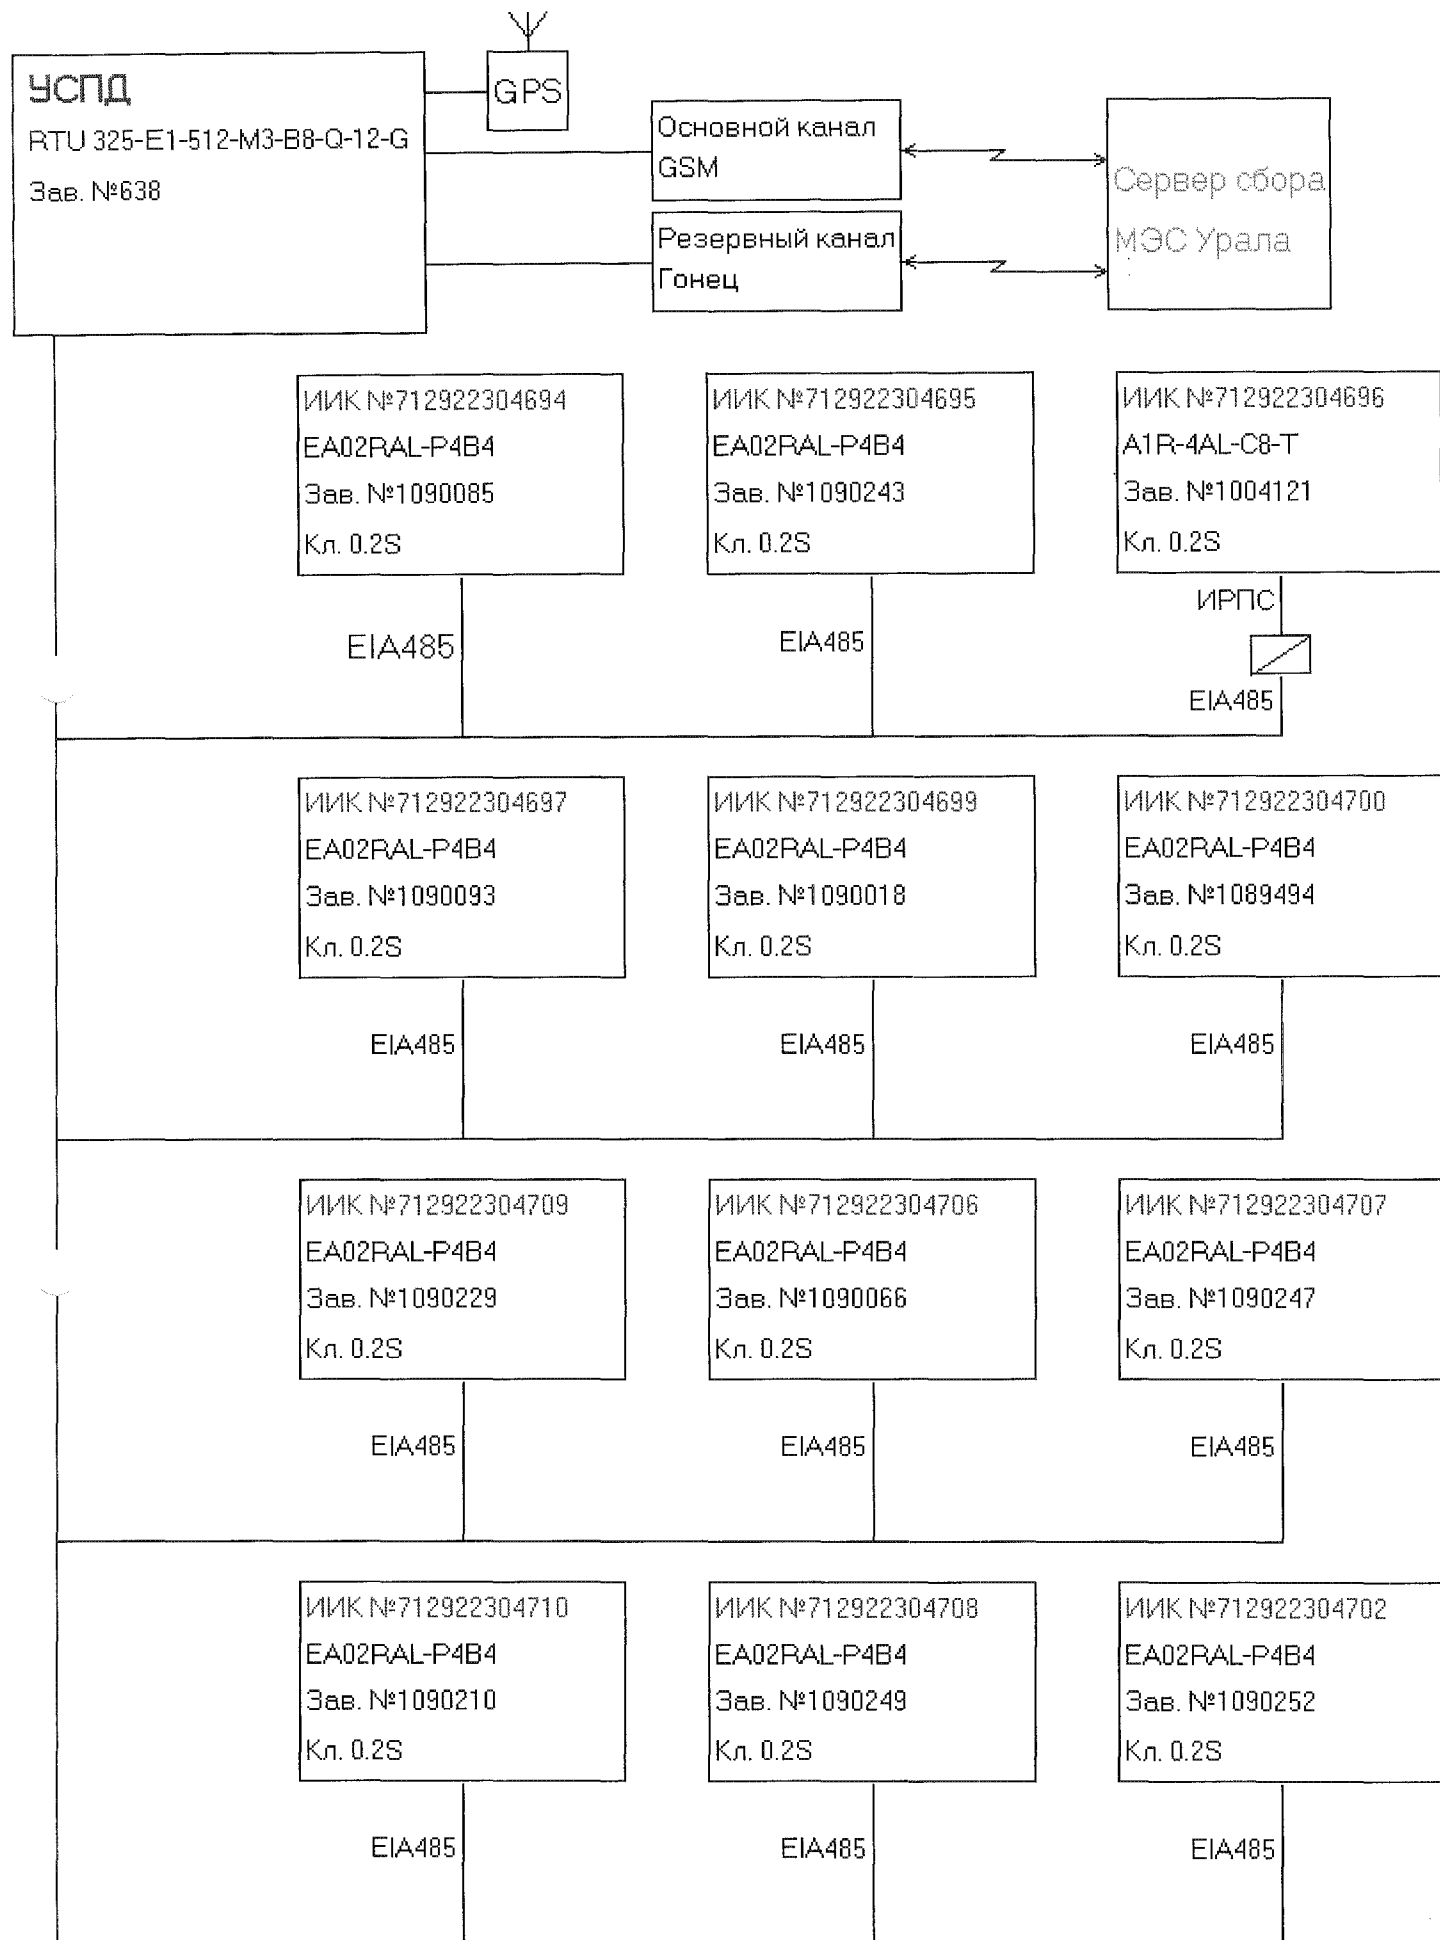 УСПД
RTU 325-E1-512-M3-B8-Q-12-G
Зав. №638
GPS
Основной канал
GSM
Резервный канал
Гонец
Сервер сбора
МЭС Урала
ИИК №712922304694
EA02RAL-P4B4
Зав. №1090085
Кл. 0.2S
EIA485
ИИК №712922304695
EA02RAL-P4B4
Зав. №1090243
Кл. 0.2S
EIA485
ИИК №712922304696
A1R-4AL-C8-T
Зав. №1004121
Кл. 0.2S
ИРПС
EIA485
ИИК №712922304697
EA02RAL-P4B4
Зав. №1090093
Кл. 0.2S
EIA485
ИИК №712922304699
EA02RAL-P4B4
Зав. №1090018
Кл. 0.2S
EIA485
ИИК №712922304700
EA02RAL-P4B4
Зав. №1089494
Кл. 0.2S
EIA485
ИИК №712922304709
EA02RAL-P4B4
Зав. №1090229
Кл. 0.2S
EIA485
ИИК №712922304706
EA02RAL-P4B4
Зав. №1090066
Кл. 0.2S
EIA485
ИИК №712922304707
EA02RAL-P4B4
Зав. №1090247
Кл. 0.2S
EIA485
ИИК №712922304710
EA02RAL-P4B4
Зав. №1090210
Кл. 0.2S
EIA485
ИИК №712922304708
EA02RAL-P4B4
Зав. №1090249
Кл. 0.2S
EIA485
ИИК №712922304702
EA02RAL-P4B4
Зав. №1090252
Кл. 0.2S
EIA485